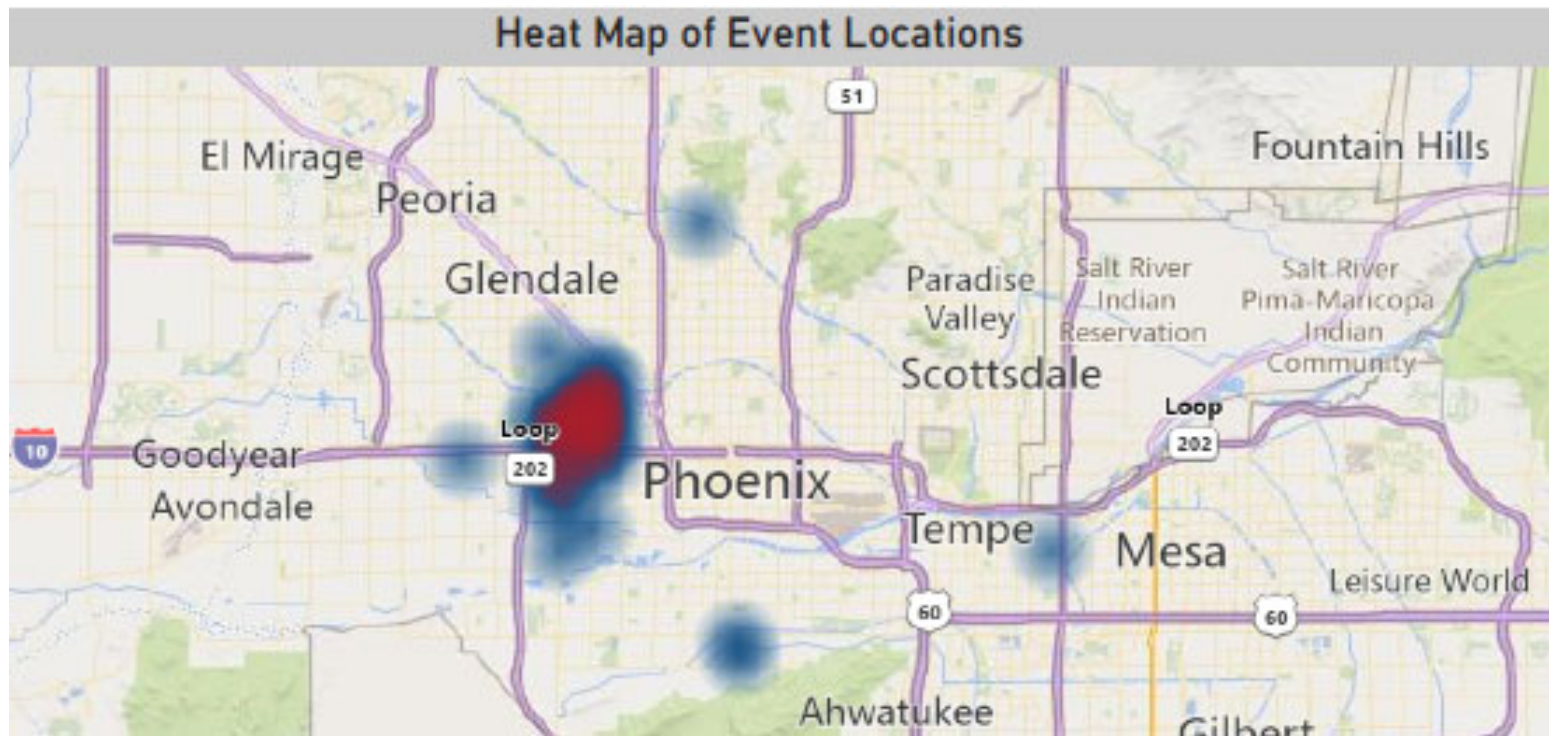 Heat Map of Event Locations
51
El Mirage
Fountain Hills
Peoria
Glendale
Paradise
Valley
Salt River
Indian
Reservation
Salt River
Pima-Maricopa
Indian
Community
Scottsdale
Loop
202
Loop
202
10
Goodyear
Phoenix
Avondale
Tempe
Mesa
Leisure World
60
60
Ahwatukee
Gilbert